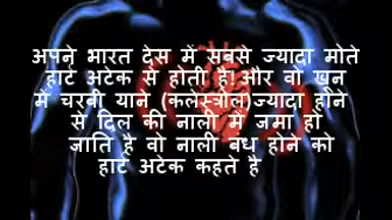 अपने भारत देस में सबसे ज्यादा मोते
हार्ट अटेक से होती है! और वो खून
में चरबी याने (कलेस्त्रोल)ज्यादा होने
से दिल की नाली में जमा हो
जाति है वो नाली बंध होने को
हार्ट अटेक कहते है